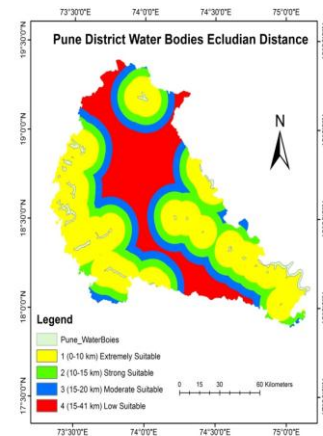 73°30'0"E 74°0'0"E 74°30'0"E 75°0'0"E
Pune District Water Bodies Ecludian Distance
19°30'0"N
19°0'0"N
18°30'0"N
18°0'0"N
17°30'0"N
N
Legend
Pune_WaterBoies
1 (0-10 km) Extremely Suitable
2 (10-15 km) Strong Suitable
3 (15-20 km) Moderate Suitable
4 (15-41 km) Low Suitable
0 15 30 60 Kilometers
73°30'0"E 74°0'0"E 74°30'0"E 75°0'0"E